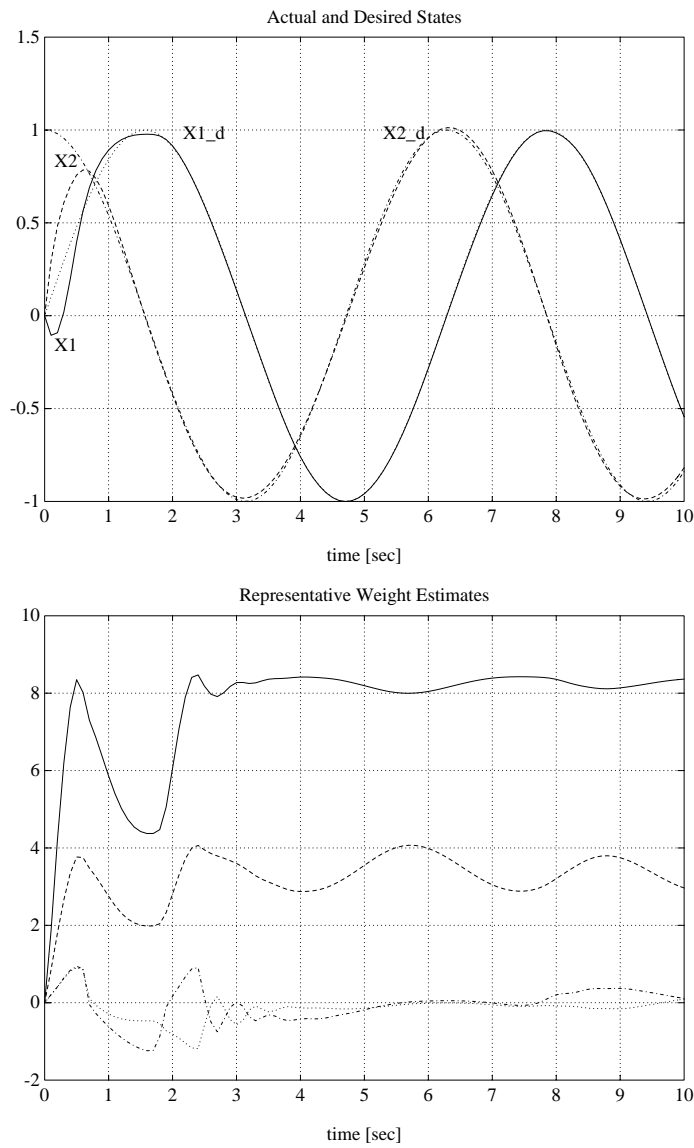 Actual and Desired States
1.5
1
0.5
0
-0.5
-1
X1_d
X2_d
X2
X1
0 1 2 3 4 5 6 7 8 9 10
time [sec]
Representative Weight Estimates
10
8
6
4
2
0
-2
0 1 2 3 4 5 6 7 8 9 10
time [sec]